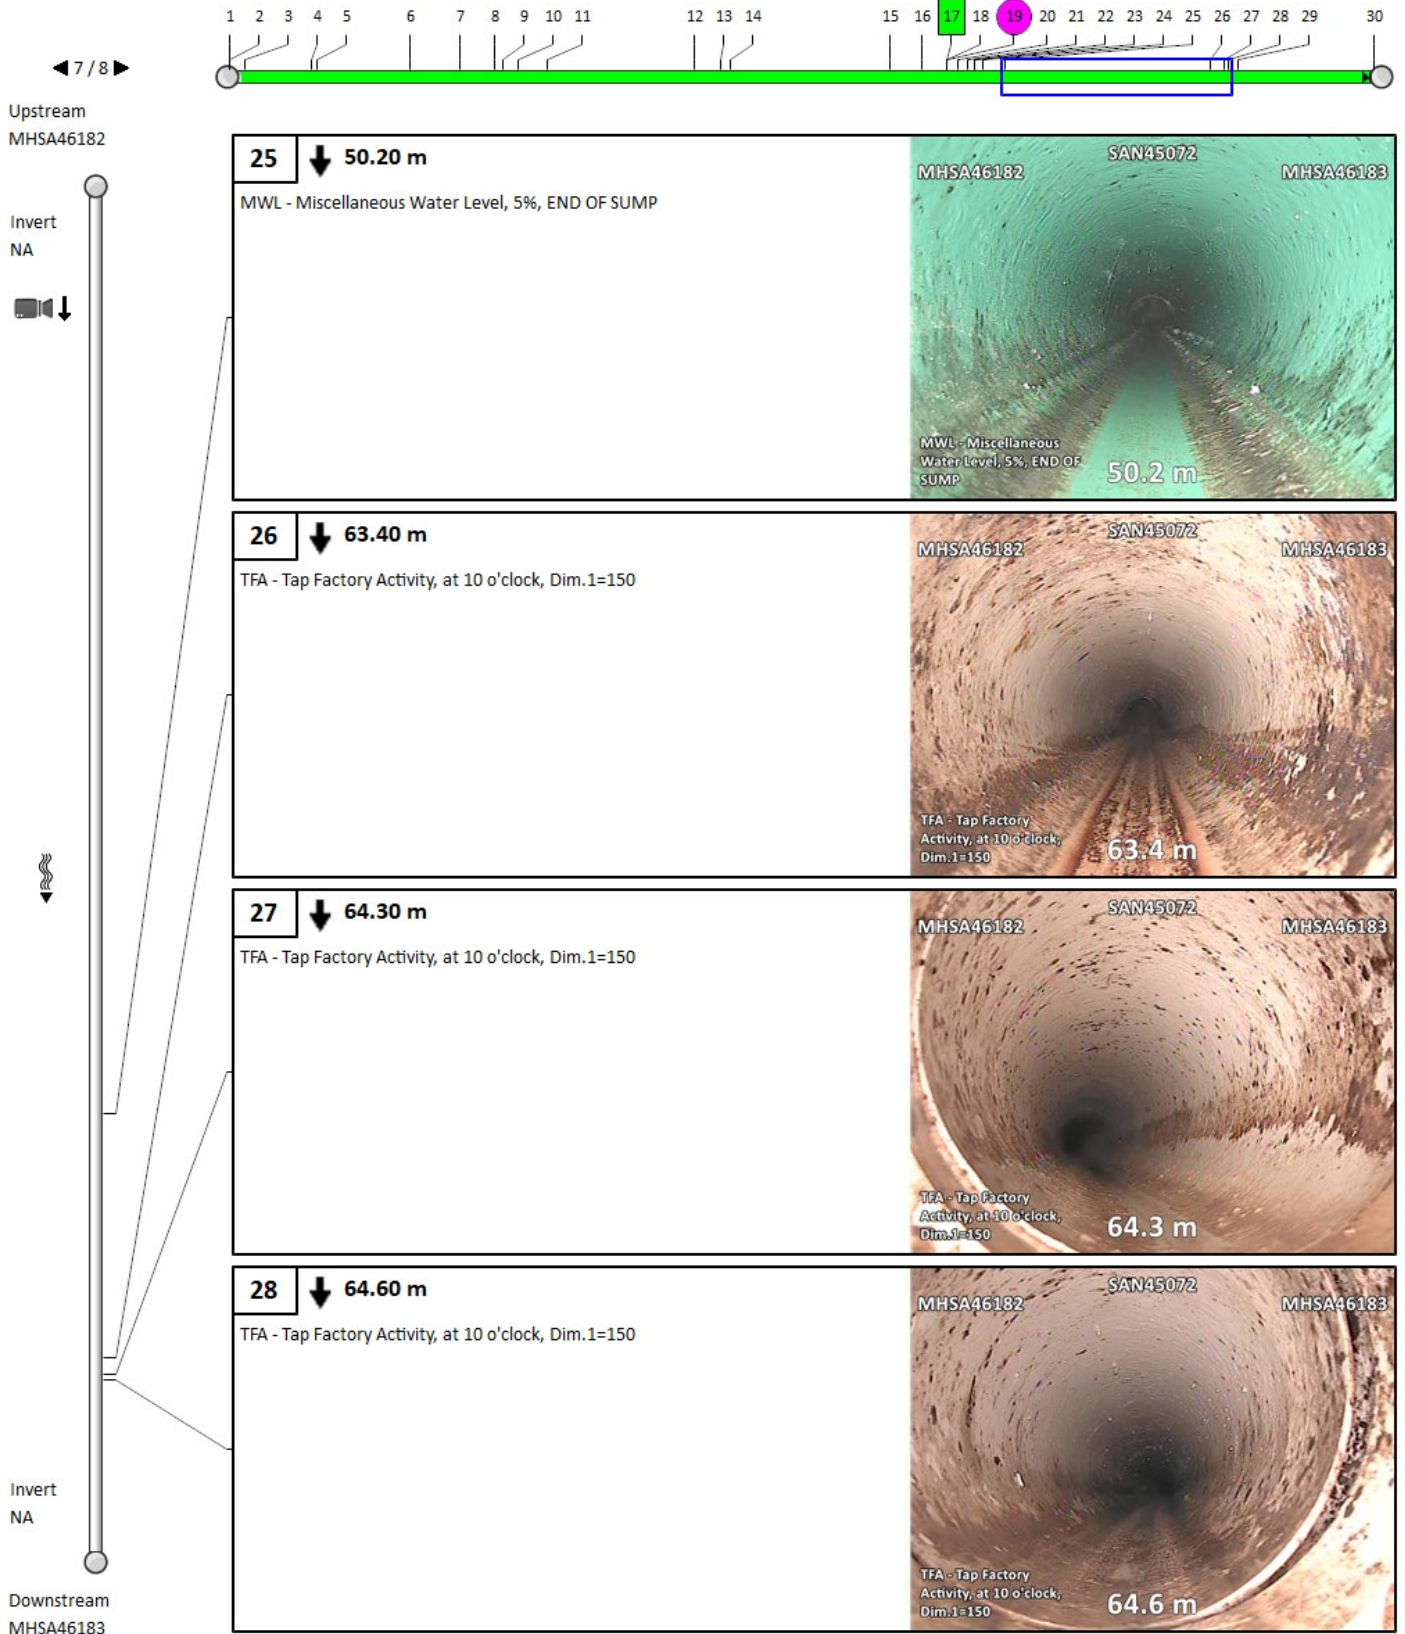 1 2 3 4 5 6 7 8 9 10 11 12 13 14 15 16 17 18 19 20 21 22 23 24 25 26 27 28 29 30
7 / 8
Upstream
MHSA46182
Invert
NA
25 50.20 m
MWL - Miscellaneous Water Level, 5%, END OF SUMP
SAN45072
MHSA46182 MHSA46183
MWL - Miscellaneous
Water Level, 5%, END OF
SUMP
50.2 m
26 63.40 m
TFA - Tap Factory Activity, at 10 o'clock, Dim.1=150
SAN45072
MHSA46182 MHSA46183
TFA - Tap Factory
Activity, at 10 o'clock,
Dim.1=150
63.4 m
27 64.30 m
TFA - Tap Factory Activity, at 10 o'clock, Dim.1=150
SAN45072
MHSA46182 MHSA46183
TFA - Tap Factory
Activity, at 10 o'clock,
Dim.1=150
64.3 m
28 64.60 m
TFA - Tap Factory Activity, at 10 o'clock, Dim.1=150
SAN45072
MHSA46182 MHSA46183
TFA - Tap Factory
Activity, at 10 o'clock,
Dim.1=150
64.6 m
Invert
NA
Downstream
MHSA46183